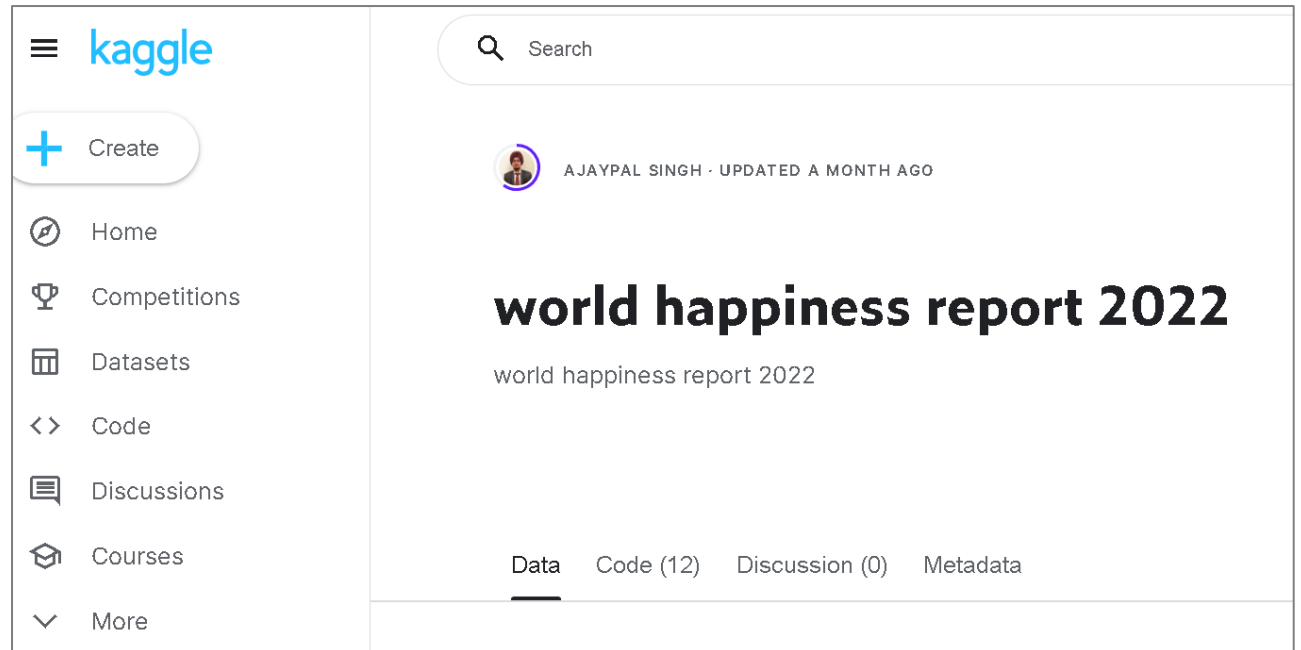 kaggle
Search
Create
AJAYPAL SINGH · UPDATED A MONTH AGO
Home
Competitions
world happiness report 2022
Datasets
world happiness report 2022
Code
Discussions
Courses
Data Code (12) Discussion (0) Metadata
More